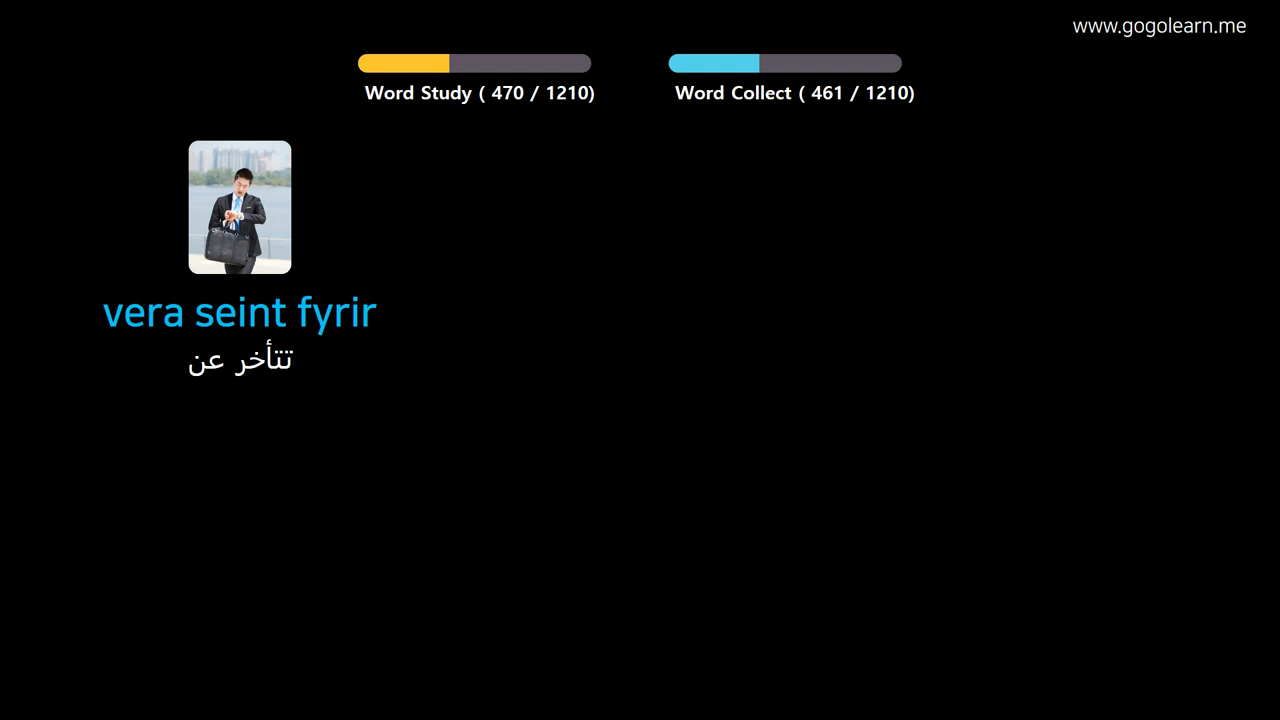 www.gogolearn.me
Word Study ( 470 / 1210)
Word Collect ( 461 / 1210)
vera seint fyrir
تتأخر عن